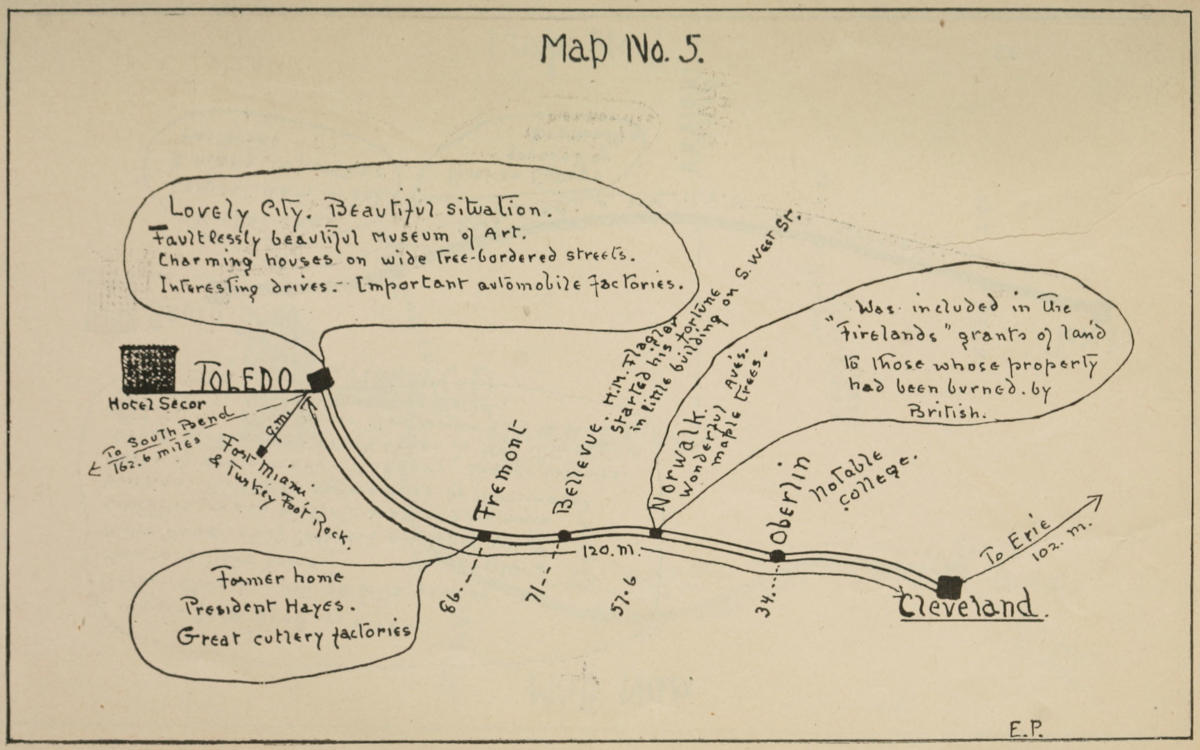 Map No. 5.
Lovely City. Beautiful situation.
Faultlessly beautiful Museum of Art.
Charming houses on wide tree-bordered streets.
Interesting drives.- Important automobile factories.
"Was included in the
Firelands" grants of land
to those whose property
had been burned by
British.
TOLEDO
Hotel Secor
To South Bend
162.6 miles
9 m.
Fort Miami
& Turkey Foot Rock.
Fremont
Bellevue
H.M. Flagler
started his fortune
in little building on S. West St.
Norwalk.
Wonderful Aves.
maple trees.
Oberlin
Notable
college.
To Erie
102. m.
120. m.
86.
71
57.6
34.
Cleveland.
Former home
President Hayes.
Great cutlery factories
E.P.